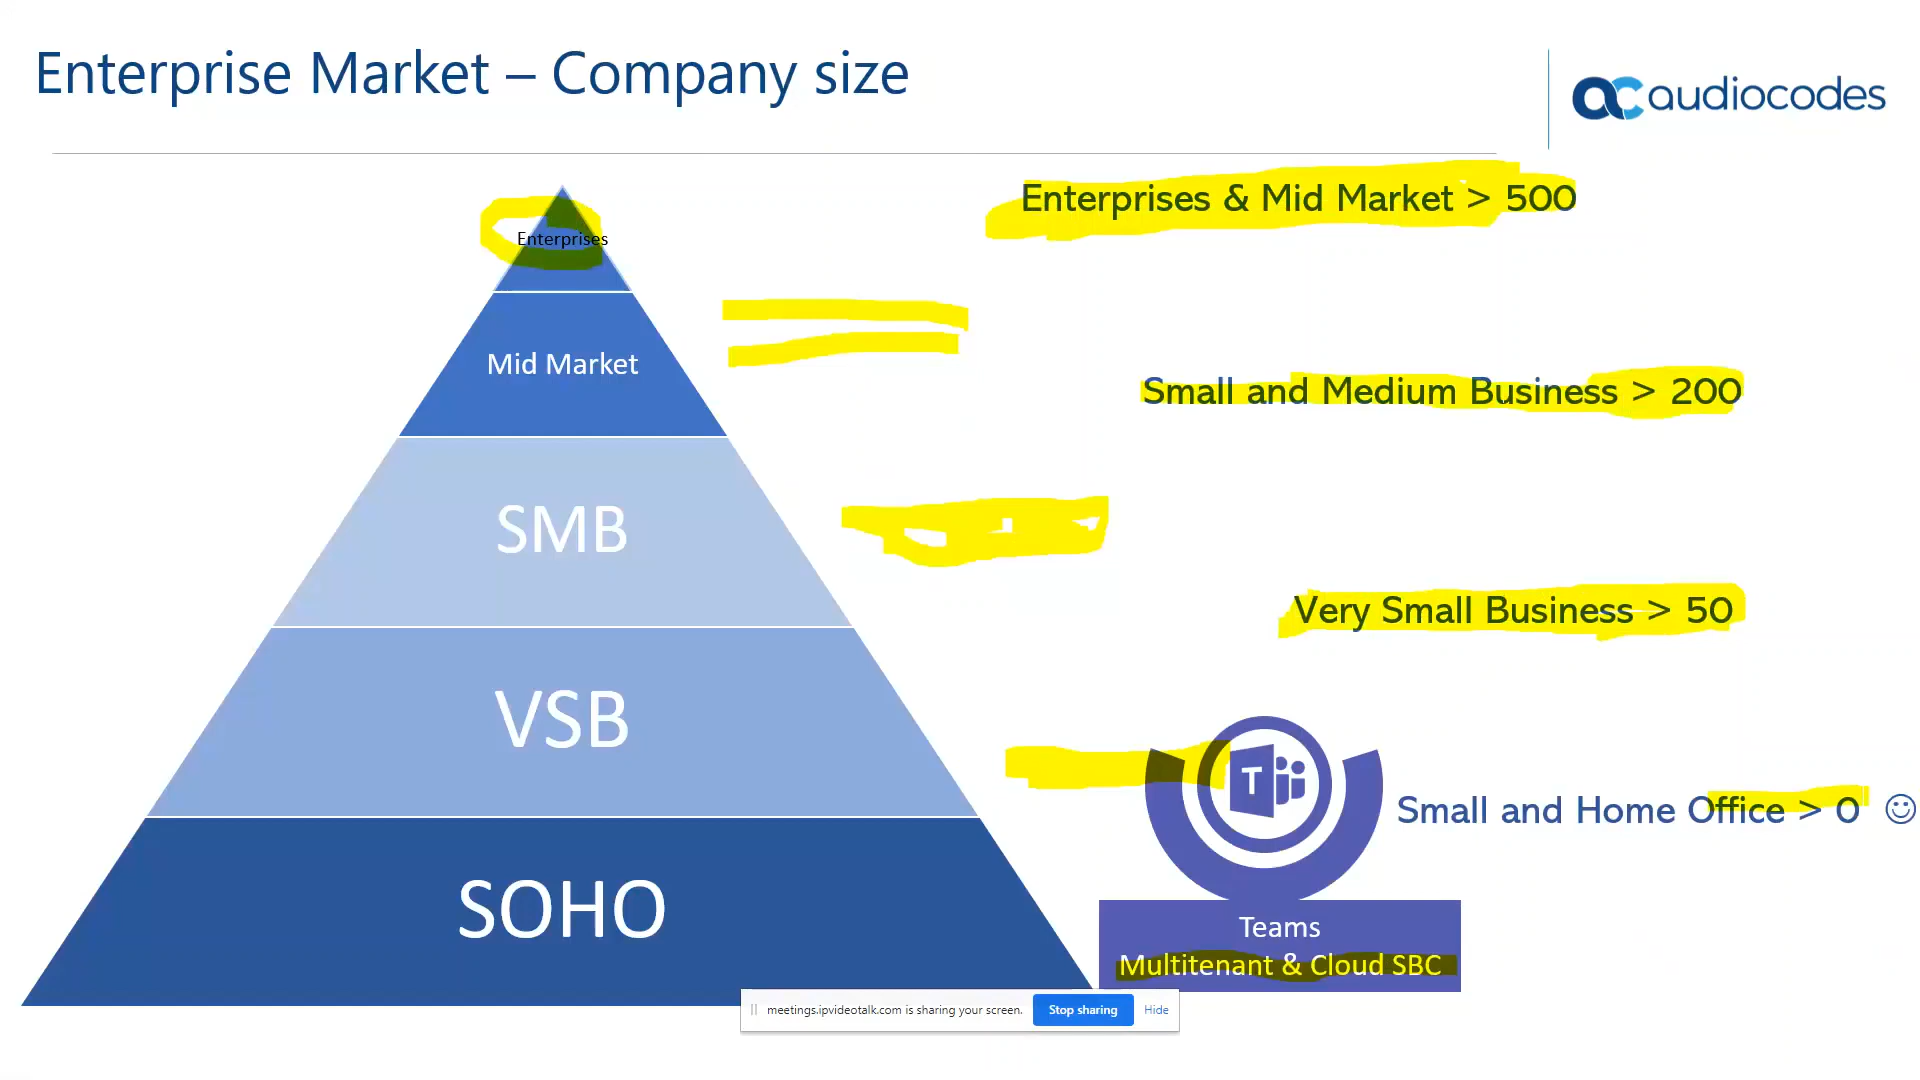 Enterprise Market – Company size
audiocodes
Enterprises & Mid Market > 500
Enterprises
Mid Market
Small and Medium Business > 200
SMB
Very Small Business > 50
VSB
T
Small and Home Office > 0 ☺
SOHO
Teams
Multitenant & Cloud SBC
meetings.ipvideotalk.com is sharing your screen.
Stop sharing
Hide